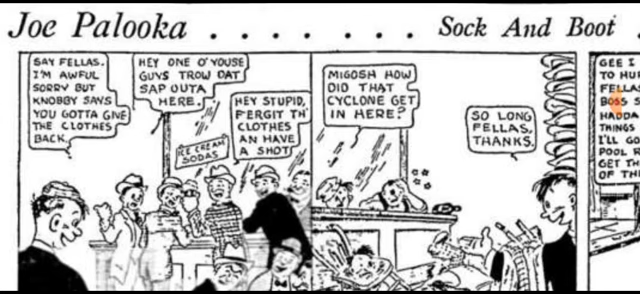 Joe Palooka . . . . . . . . Sock And Boot .
SAY FELLAS.
I'M AWFUL
SORRY BUT
KNOBBY SAYS
YOU GOTTA GIVE
THE CLOTHES
BACK.
HEY ONE O' YOUSE
GUYS TROW DAT
SAP OUTA
HERE.
HEY STUPID,
F'ERGIT TH'
CLOTHES
AN HAVE
A SHOT!
ICE CREAM
SODAS
MIGOSH HOW
DID THAT
CYCLONE GET
IN HERE?
SO LONG
FELLAS,
THANKS.
GEE I
TO HU
FELLAS
BOSS S
HADDA
THINGS
I'LL GO
POOL R
GET TH
OF TH